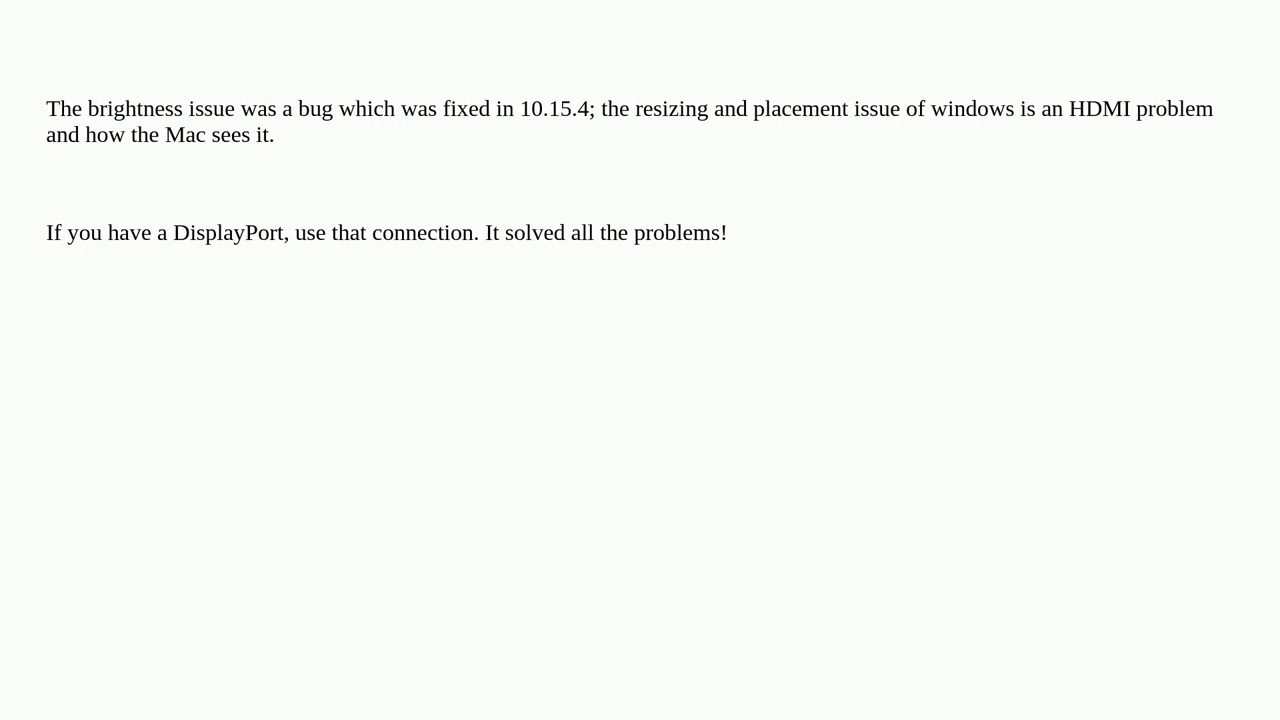 The brightness issue was a bug which was fixed in 10.15.4; the resizing and placement issue of windows is an HDMI problem
and how the Mac sees it.
If you have a DisplayPort, use that connection. It solved all the problems!